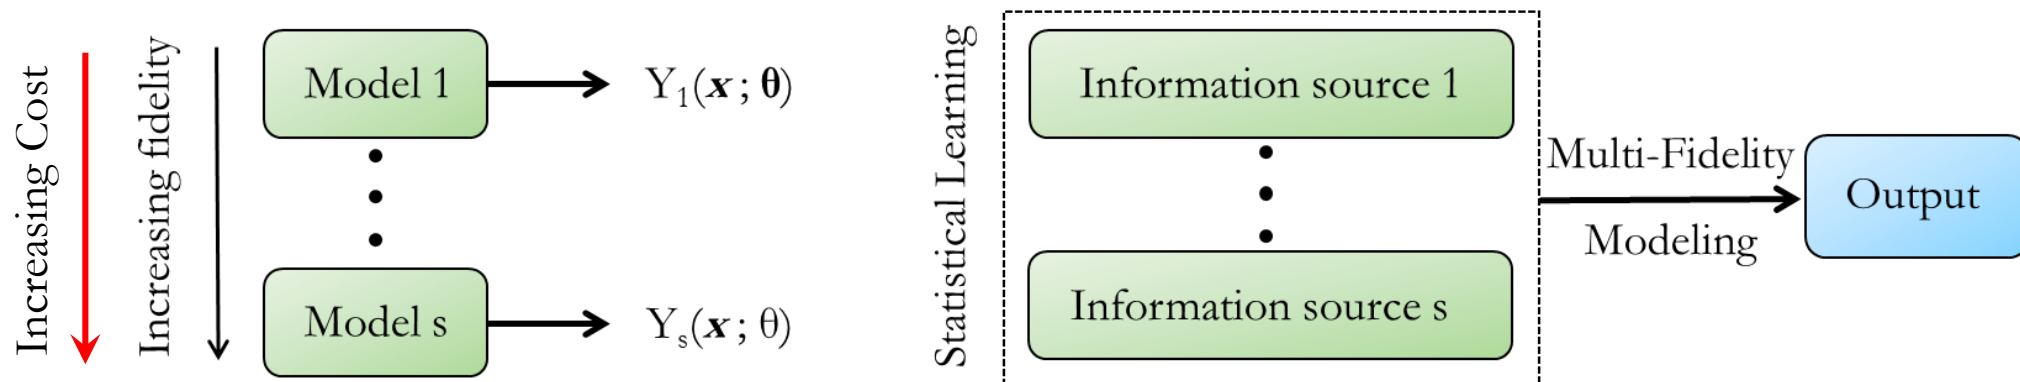 Increasing Cost
Increasing fidelity
Model 1
Y₁(x ; θ)
Model s
Yₛ(x ; θ)
Statistical Learning
Information source 1
Information source s
Multi-Fidelity
Modeling
Output